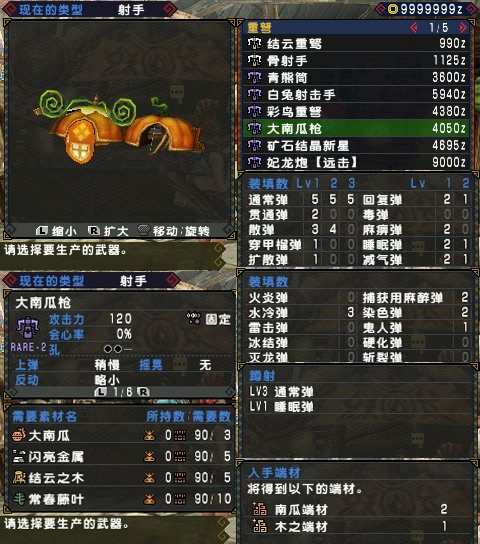 现在的类型 射手
缩小 扩大 移动/旋转
请选择要生产的武器。
9999999z
重弩 1/5
结云重驽 990z
骨射手 1125z
青熊筒 3600z
白兔射击手 5940z
彩鸟重弩 4380z
大南瓜枪 4050z
矿石结晶新星 4695z
妃龙炮【远击】 9000z
装填数 Lv1 2 3 Lv 1 2
通常弹 5 5 5 回复弹 2 1
贯通弹 2 0 0 毒弹 0 0
散弹 3 4 0 麻痹弹 0 0
穿甲榴弹 1 0 0 睡眠弹 2 1
扩散弹 1 0 0 减气弹 2 1
现在的类型 射手
大南瓜枪
攻击力 120 固定
会心率 0%
RARE-2 孔
上弹 稍慢 摇晃 无
反动 略小
L 1/6 R
装填数
火炎弹 0 捕获用麻醉弹 2
水冷弹 3 染色弹 2
雷击弹 0 鬼人弹 1
冰结弹 0 硬化弹 0
灭龙弹 0 斩裂弹 0
蹲射
LV3 通常弹
LV1 睡眠弹
需要素材名 所持数 需要数
大南瓜 0 90/ 3
闪亮金属 0 90/ 5
结云之木 0 90/ 5
常春藤叶 0 90/10
请选择要生产的武器。
入手端材
将得到以下的端材。
南瓜端材 2
木之端材 1